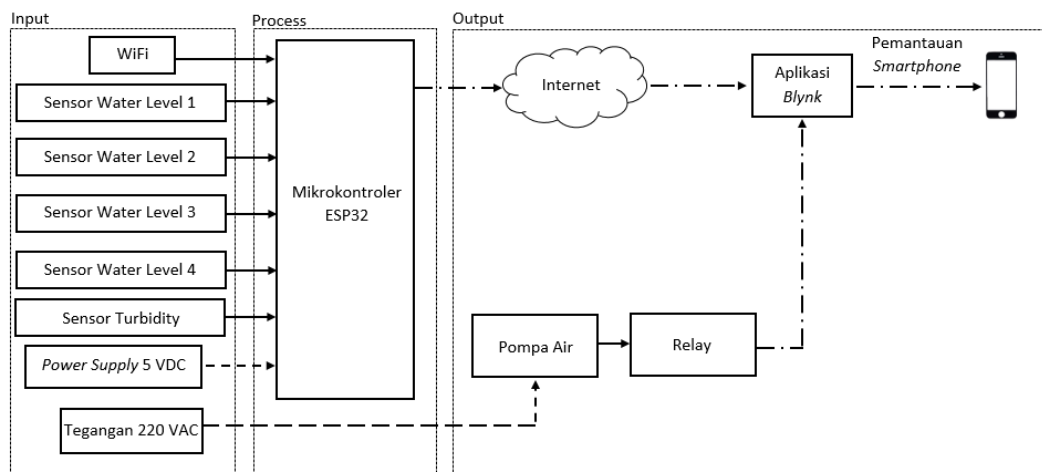 Input
Process
Output
WiFi
Sensor Water Level 1
Sensor Water Level 2
Sensor Water Level 3
Sensor Water Level 4
Sensor Turbidity
Power Supply 5 VDC
Tegangan 220 VAC
Mikrokontroler
ESP32
Internet
Aplikasi
Blynk
Pemantauan
Smartphone
Pompa Air
Relay